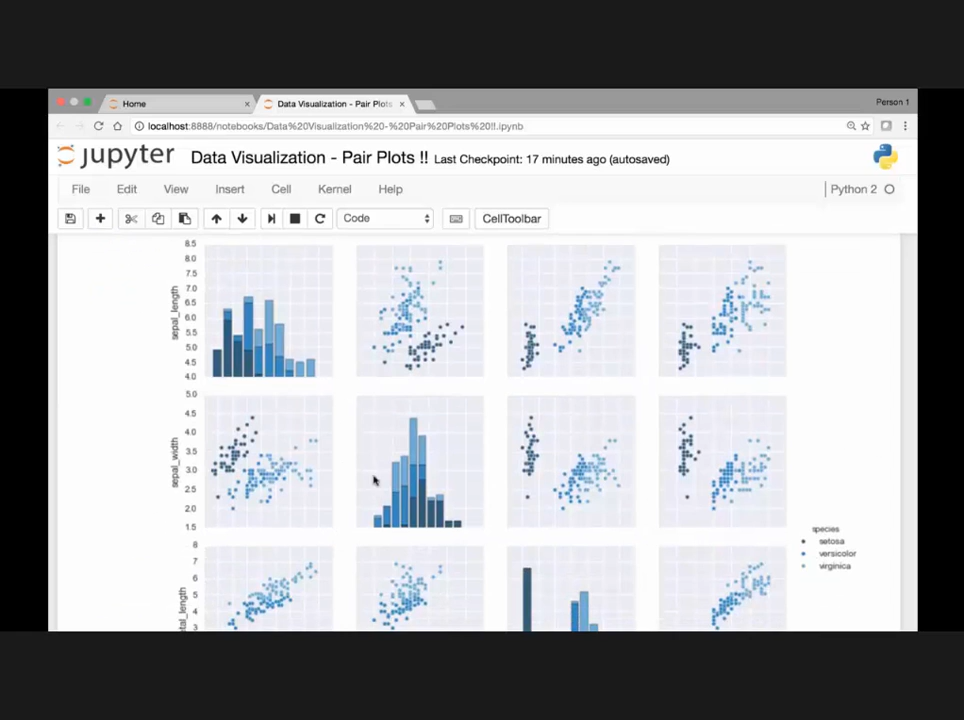 Home
Data Visualization - Pair Plots
Person 1
localhost:8888/notebooks/Data%20Visualization%20-%20Pair%20Plots%20!!.ipynb
jupyter Data Visualization - Pair Plots !! Last Checkpoint: 17 minutes ago (autosaved)
File Edit View Insert Cell Kernel Help Python 2
Code CellToolbar
8.5
8.0
7.5
7.0
6.5
6.0
5.5
5.0
4.5
4.0
sepal_length
5.0
4.5
4.0
3.5
3.0
2.5
2.0
1.5
sepal_width
species
setosa
versicolor
virginica
8
7
6
5
4
3
tal_length